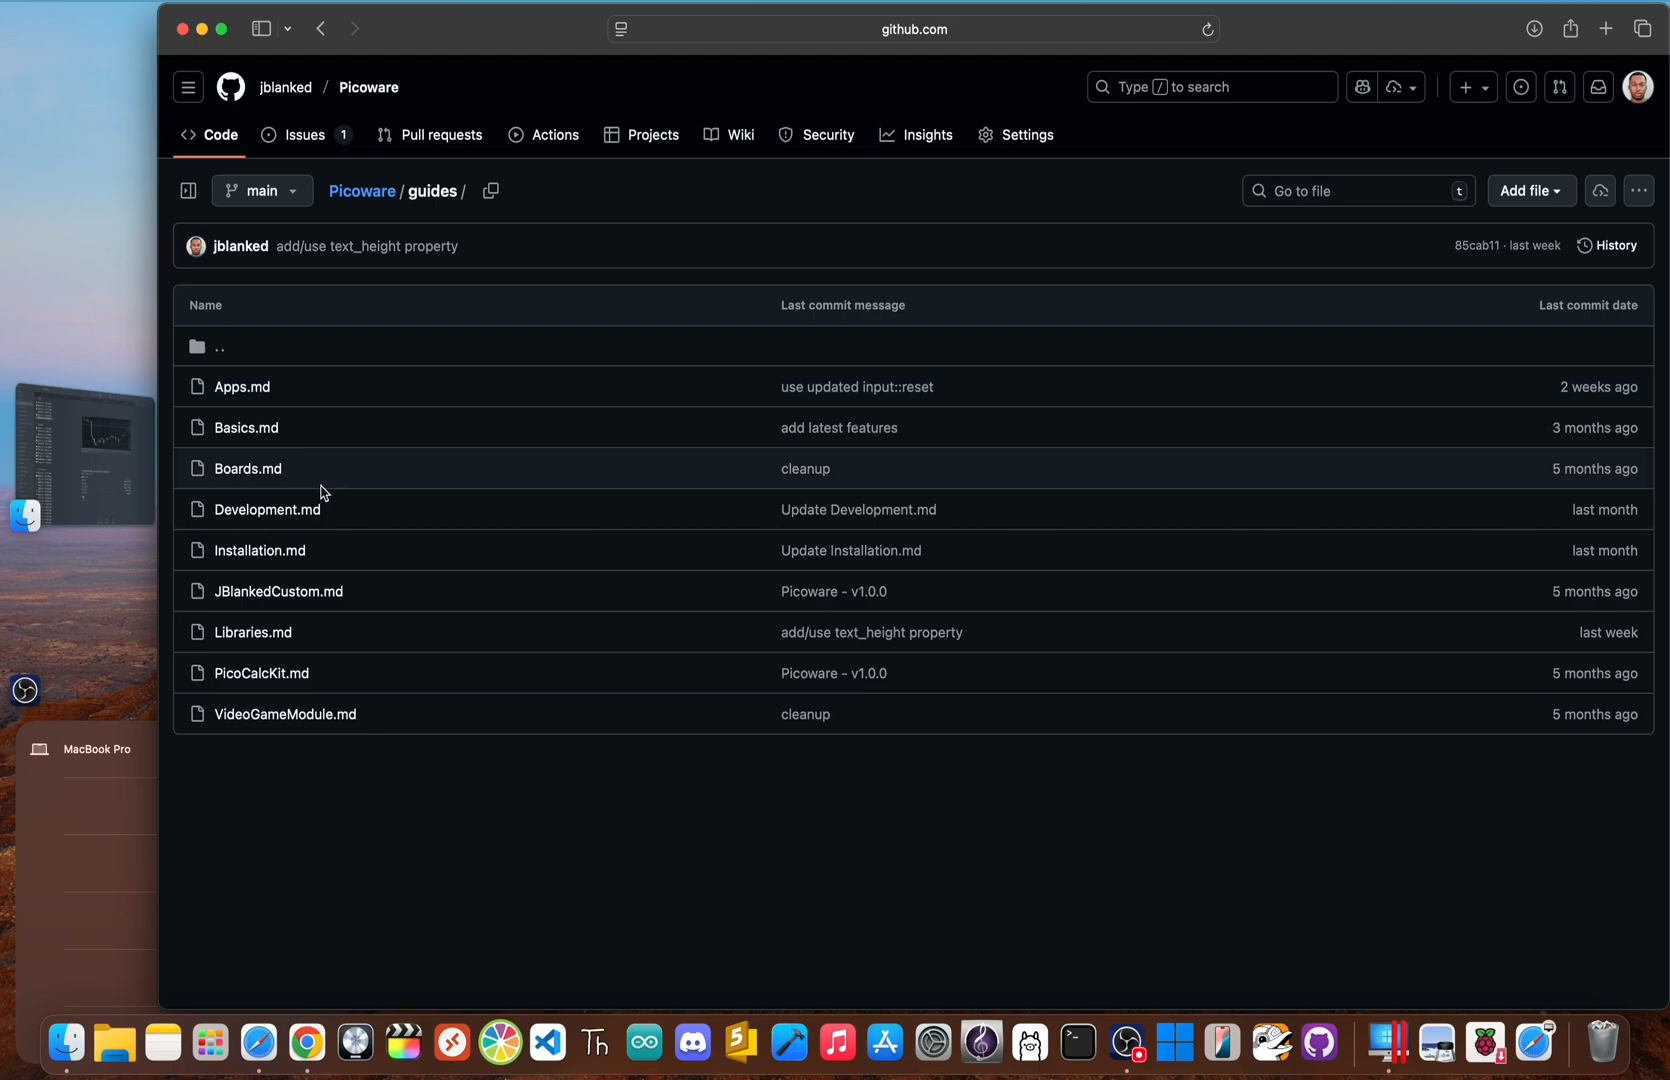 github.com
jblanked / Picoware
Type / to search
Code
Issues 1
Pull requests
Actions
Projects
Wiki
Security
Insights
Settings
main
Picoware / guides /
Go to file t
Add file
jblanked add/use text_height property
85cab11 · last week
History
Name Last commit message Last commit date
..
Apps.md use updated input::reset 2 weeks ago
Basics.md add latest features 3 months ago
Boards.md cleanup 5 months ago
Development.md Update Development.md last month
Installation.md Update Installation.md last month
JBlankedCustom.md Picoware - v1.0.0 5 months ago
Libraries.md add/use text_height property last week
PicoCalcKit.md Picoware - v1.0.0 5 months ago
VideoGameModule.md cleanup 5 months ago
MacBook Pro
Th